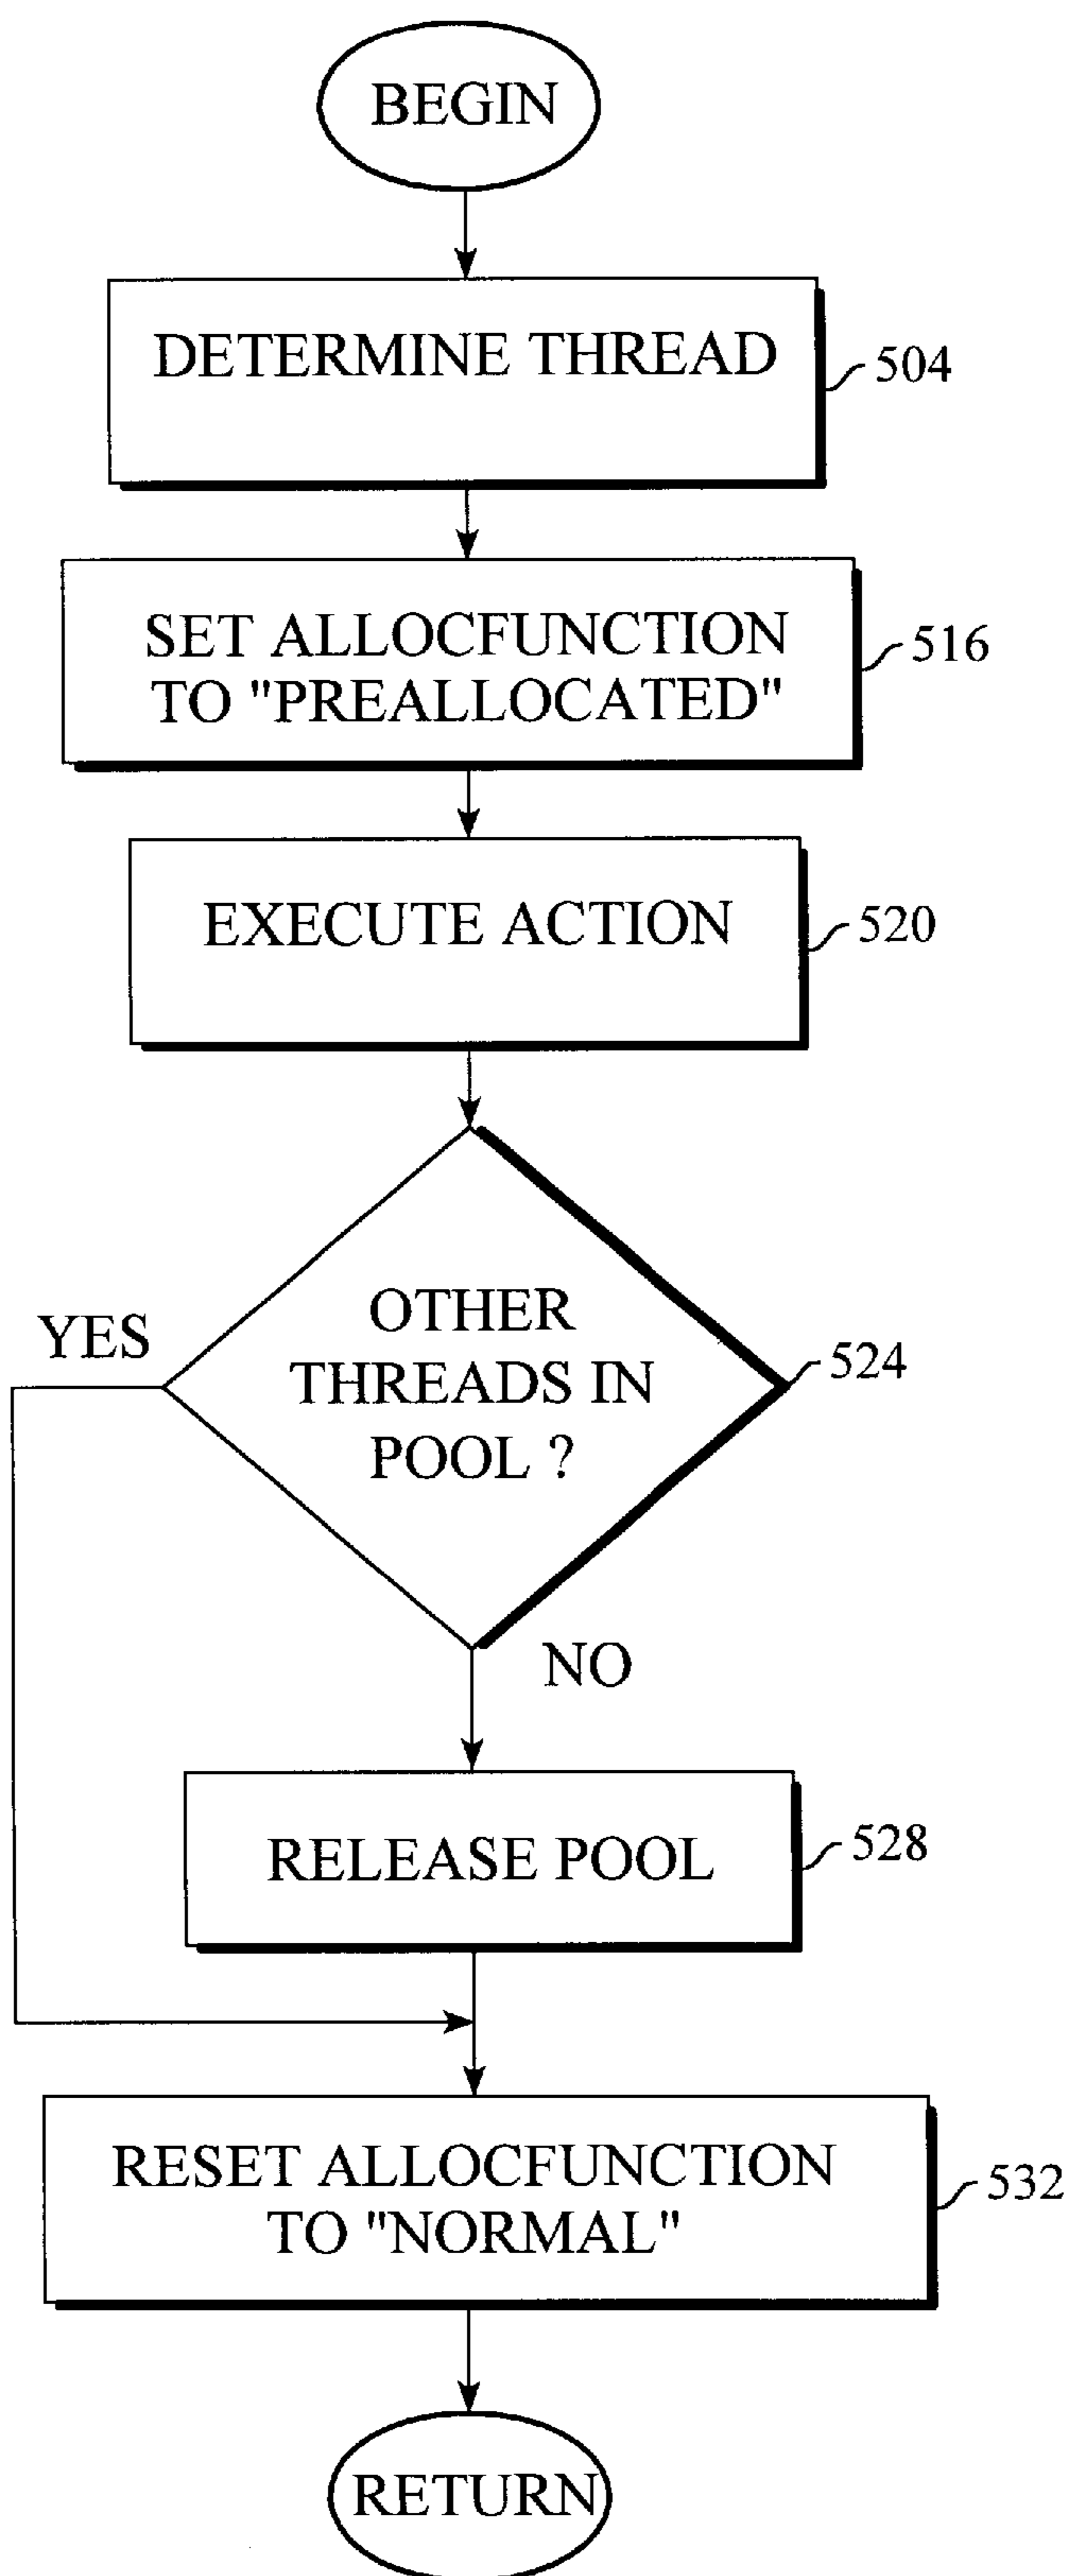 BEGIN
DETERMINE THREAD
504
SET ALLOCFUNCTION
TO "PREALLOCATED"
516
EXECUTE ACTION
520
OTHER
THREADS IN
POOL ?
YES
524
NO
RELEASE POOL
528
RESET ALLOCFUNCTION
TO "NORMAL"
532
RETURN